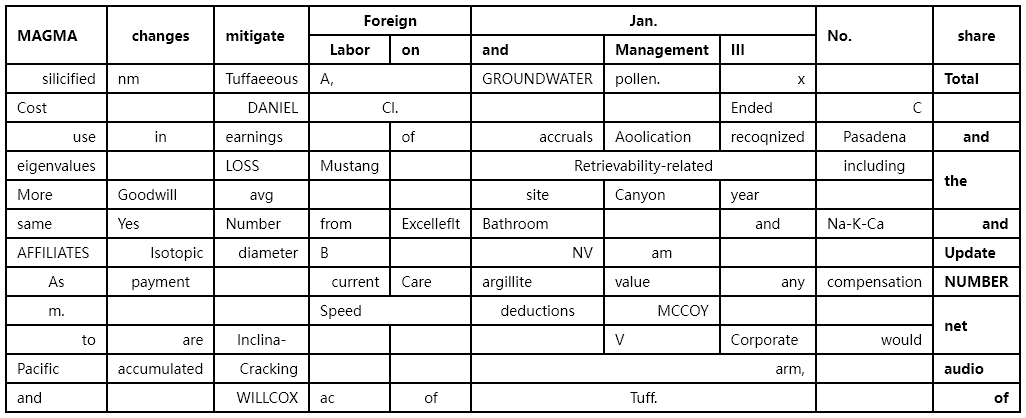 MAGMA changes mitigate Foreign Jan. No. share
Labor on and Management III
silicified nm Tuffaeeous A, GROUNDWATER pollen. x Total
Cost DANIEL Cl. Ended C
use in earnings of accruals Aoolication recoqnized Pasadena and
eigenvalues LOSS Mustang Retrievability-related including the
More Goodwill avg site Canyon year
same Yes Number from Excelleflt Bathroom and Na-K-Ca and
AFFILIATES Isotopic diameter B NV am Update
As payment current Care argillite value any compensation NUMBER
m. Speed deductions MCCOY net
to are Inclina- V Corporate would
Pacific accumulated Cracking arm, audio
and WILLCOX ac of Tuff. of